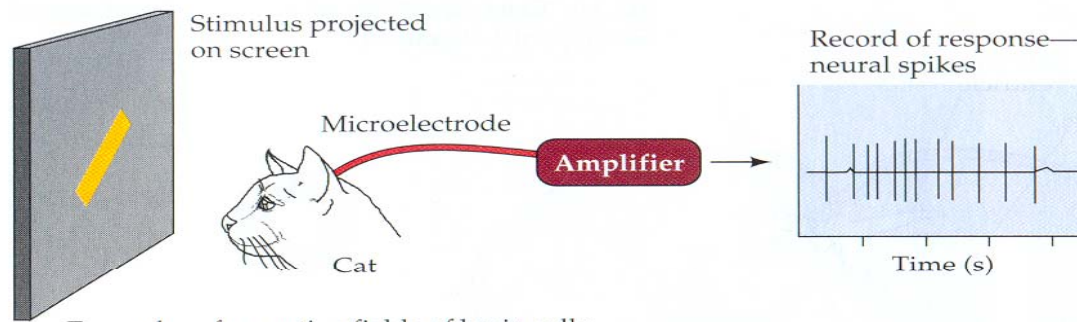 Stimulus projected
on screen
Microelectrode
Amplifier
Cat
Record of response—
neural spikes
Time (s)